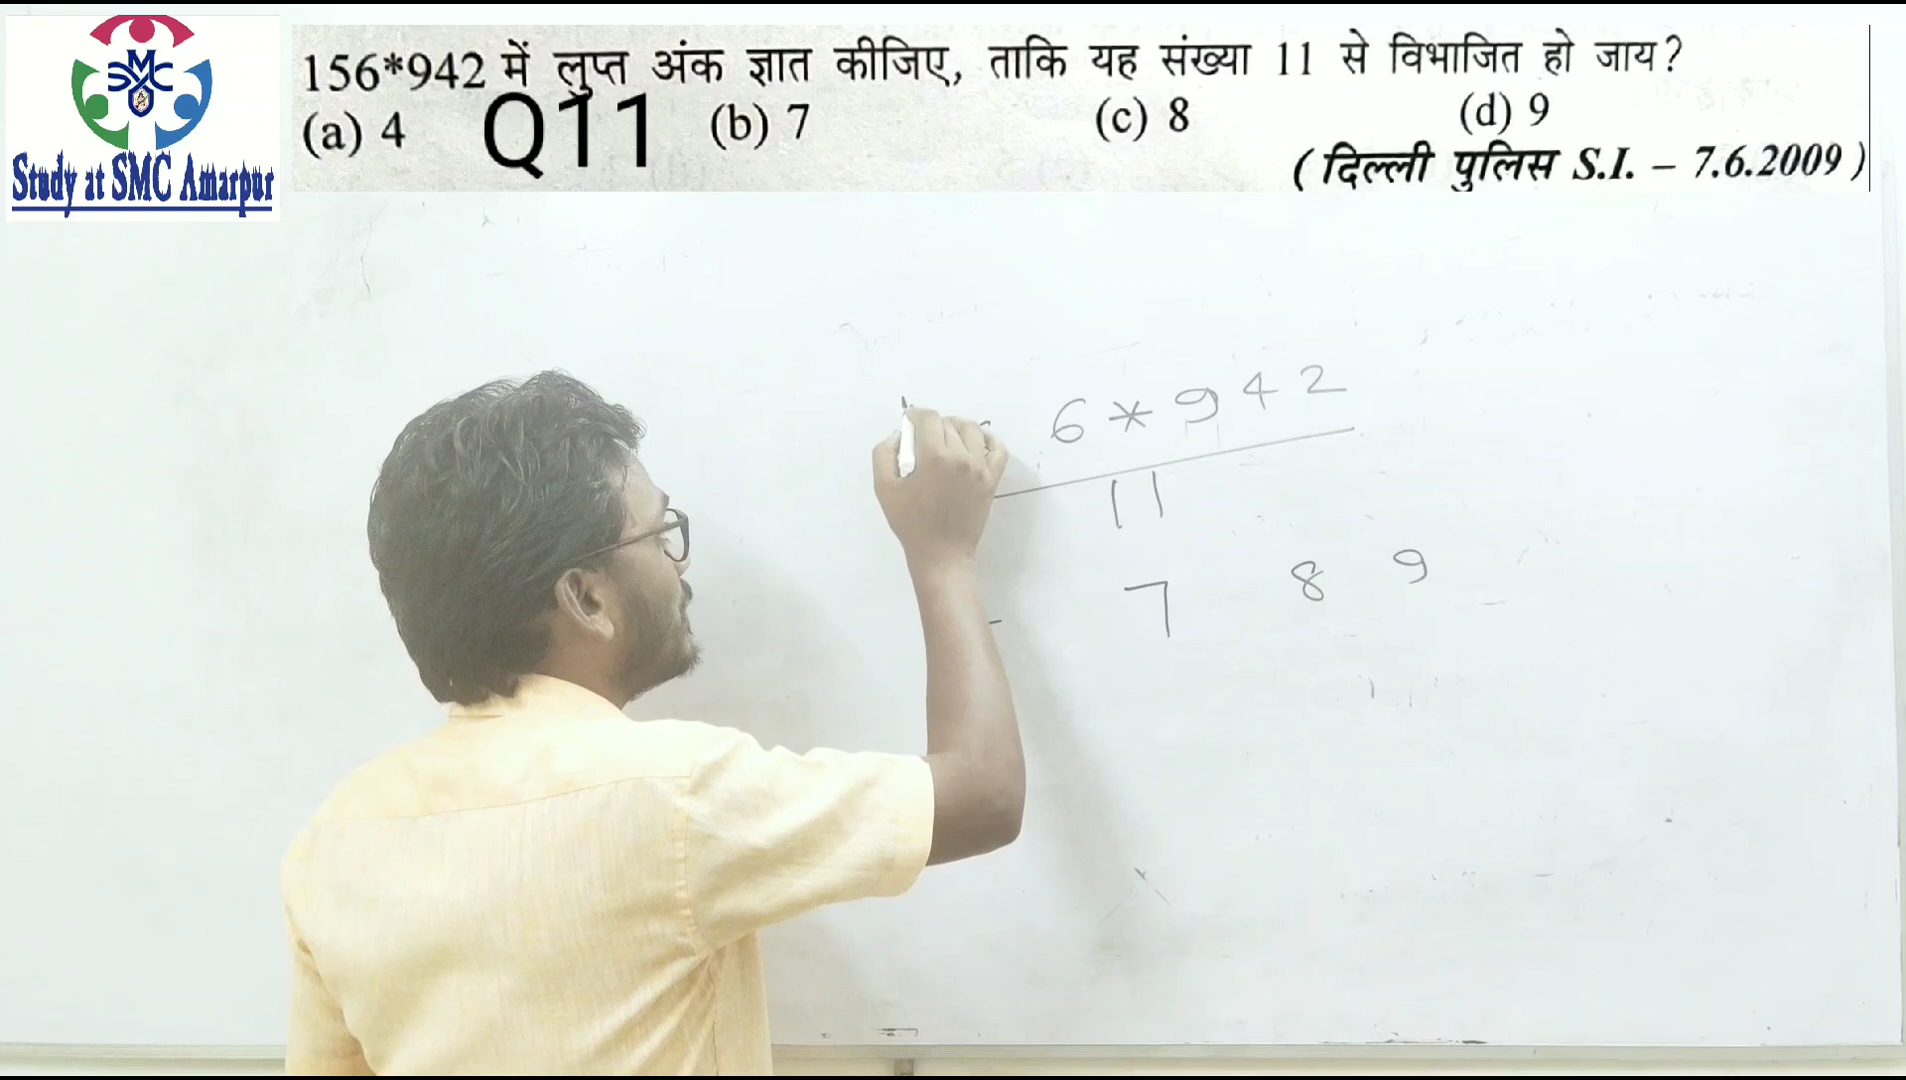 SMC
Study at SMC Amarpur
156*942 में लुप्त अंक ज्ञात कीजिए, ताकि यह संख्या 11 से विभाजित हो जाय?
(a) 4 (b) 7 (c) 8 (d) 9
Q11
(दिल्ली पुलिस S.I. – 7.6.2009)
6*942
11
7 8 9